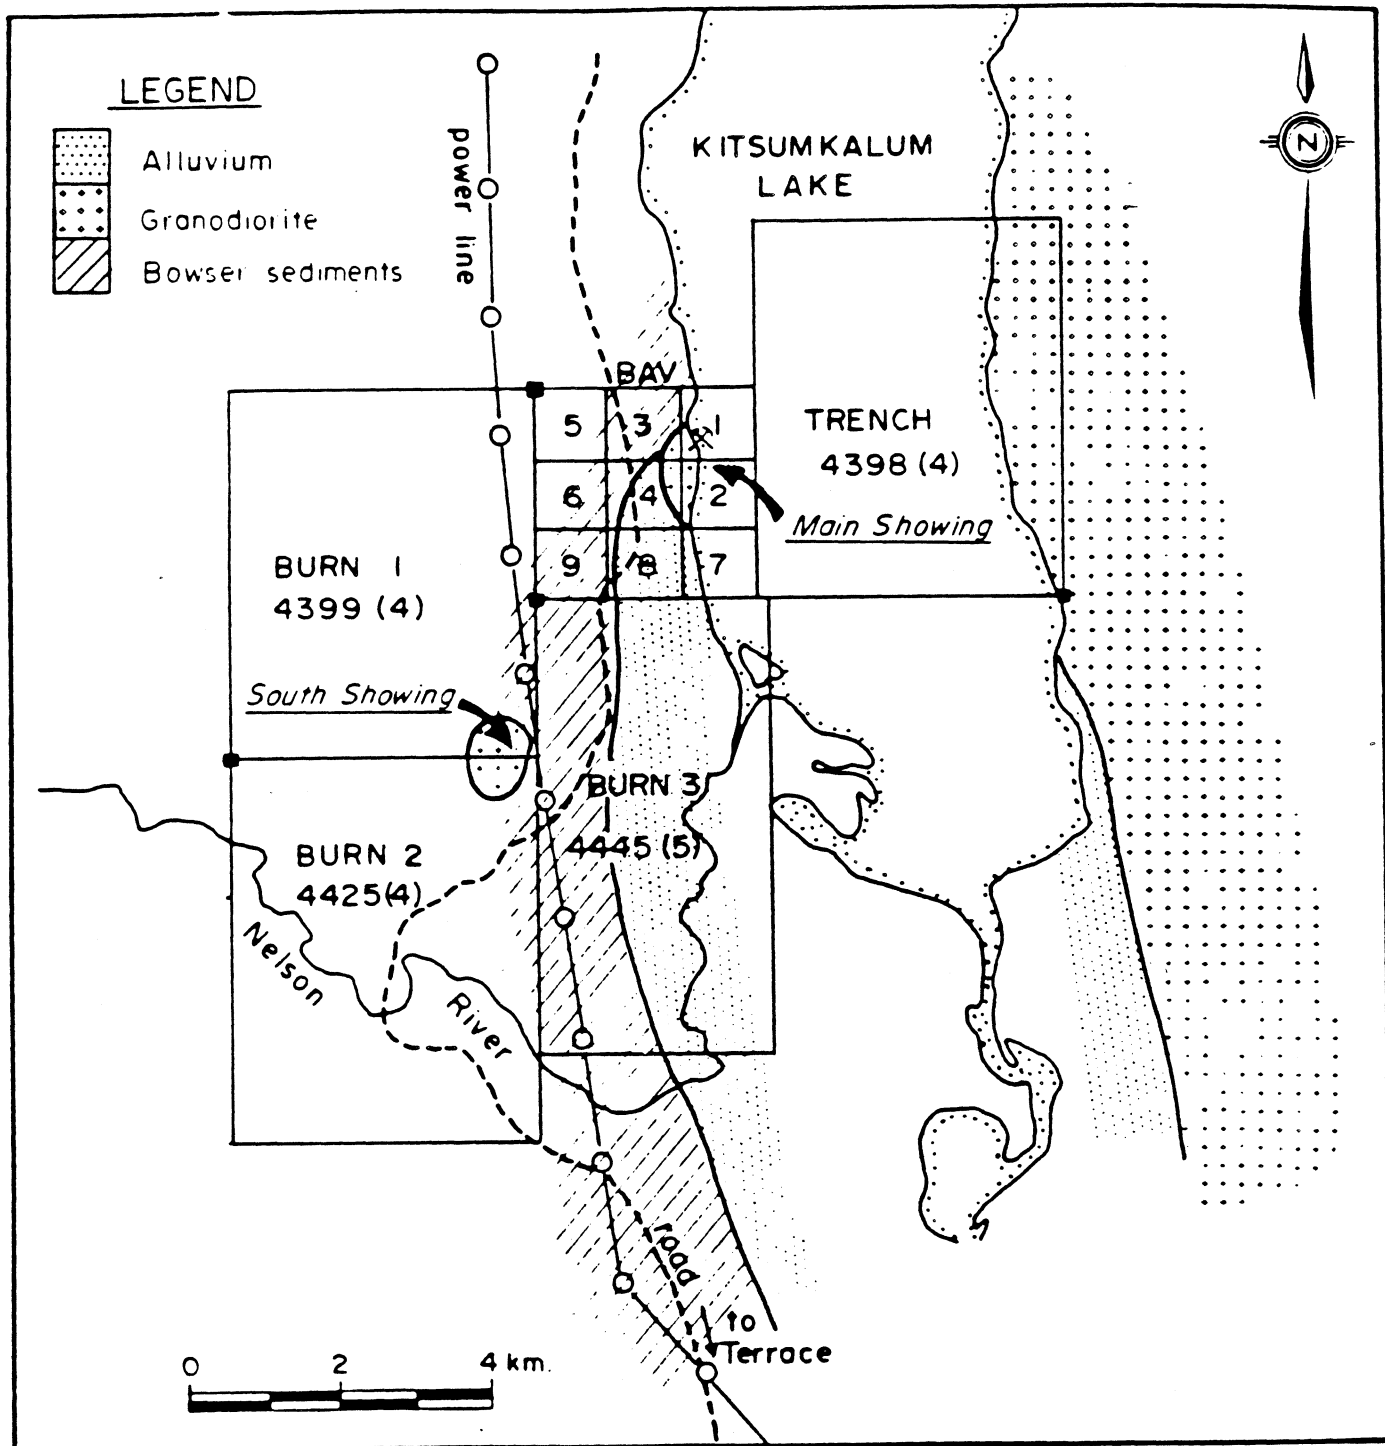 LEGEND
Alluvium
Granodiorite
Bowser sediments
power line
KITSUMKALUM
LAKE
N
BAV
5 3 1
6 4 2
9 8 7
TRENCH
4398 (4)
Main Showing
BURN 1
4399 (4)
South Showing
BURN 3
4445 (5)
BURN 2
4425(4)
Nelson
River
road
to
Terrace
0 2 4 km.